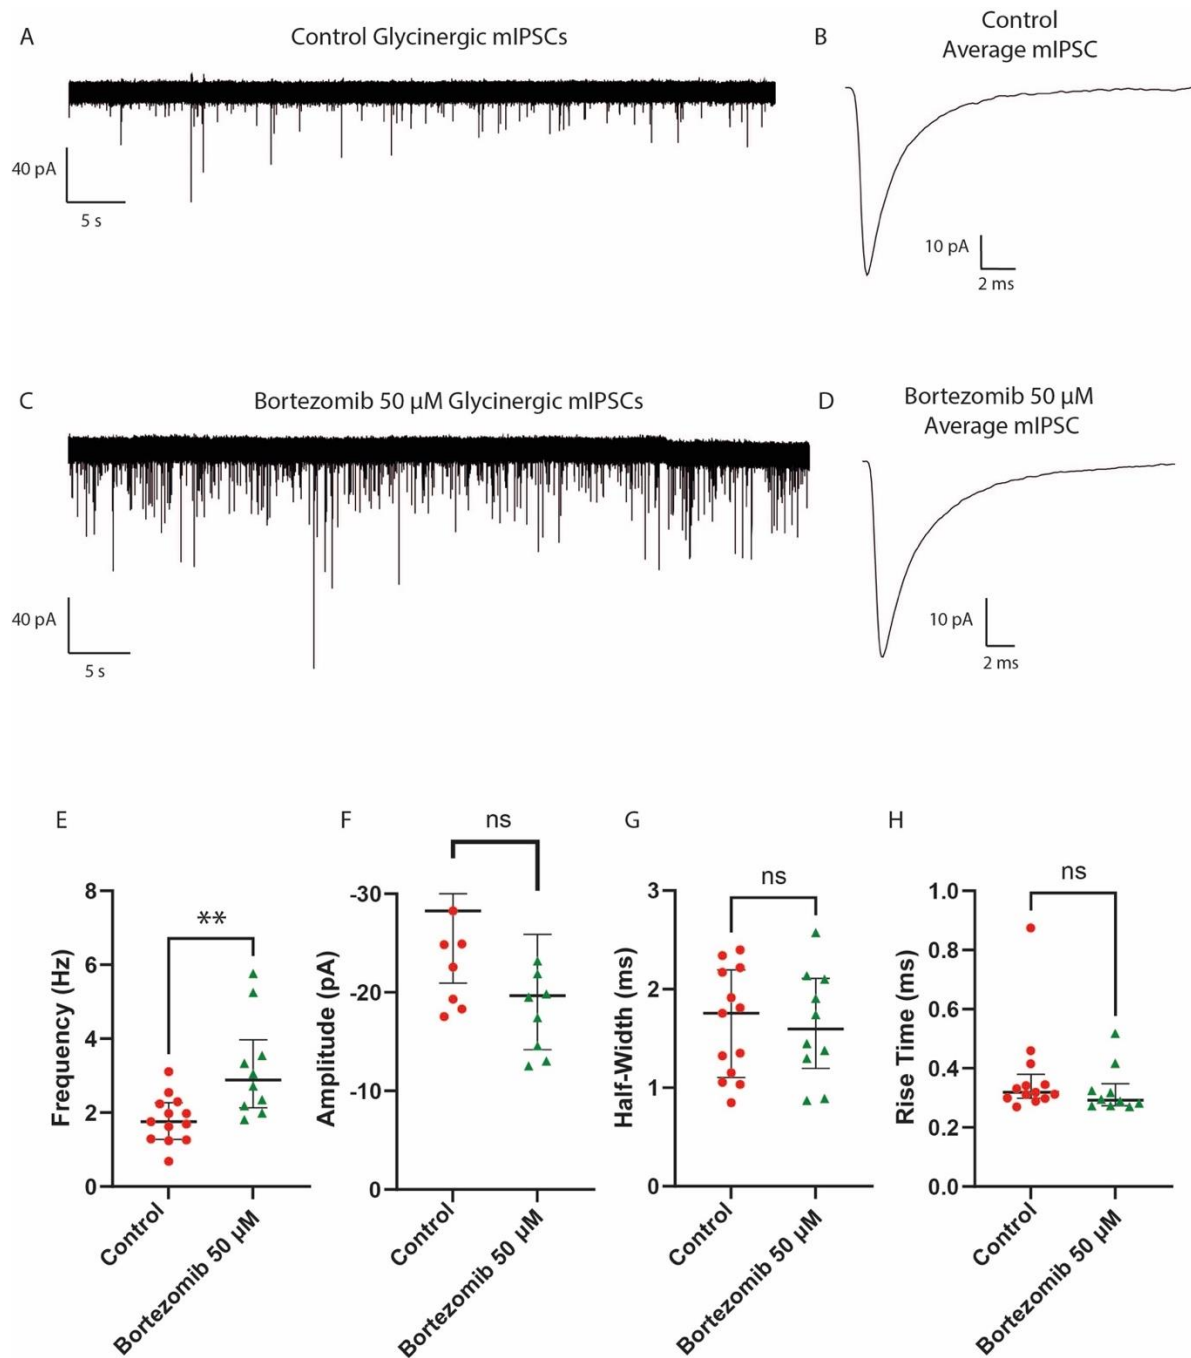 A
Control Glycinergic mIPSCs
B
Control
Average mIPSC
40 pA
5 s
10 pA
2 ms
C
Bortezomib 50 µM Glycinergic mIPSCs
D
Bortezomib 50 µM
Average mIPSC
40 pA
5 s
10 pA
2 ms
E
**
Frequency (Hz)
8
6
4
2
0
Control
Bortezomib 50 µM
F
ns
Amplitude (pA)
-30
-20
-10
0
Control
Bortezomib 50 µM
G
ns
Half-Width (ms)
3
2
1
0
Control
Bortezomib 50 µM
H
ns
Rise Time (ms)
1.0
0.8
0.6
0.4
0.2
0.0
Control
Bortezomib 50 µM